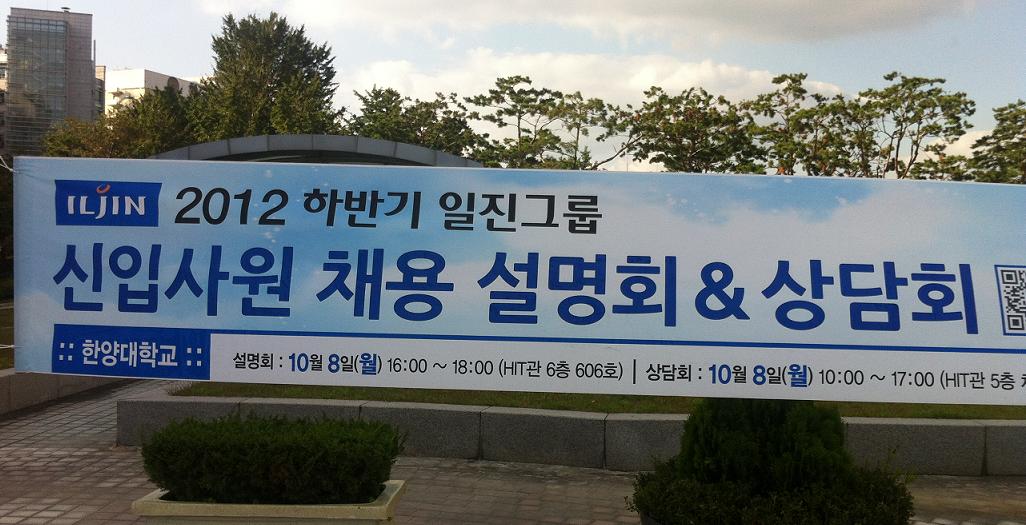 ILJIN 2012 하반기 일진그룹
신입사원 채용 설명회 & 상담회
:: 한양대학교 :: 설명회 : 10월 8일(월) 16:00 ~ 18:00 (HIT관 6층 606호) | 상담회 : 10월 8일(월) 10:00 ~ 17:00 (HIT관 5층